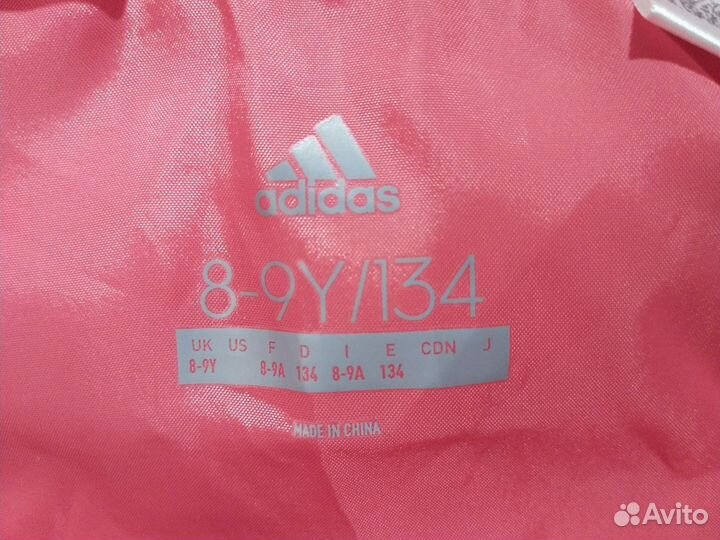 adidas
8-9Y/134
UK US F D I E CDN J
8-9Y 8-9A 134 8-9A 134
MADE IN CHINA
Avito